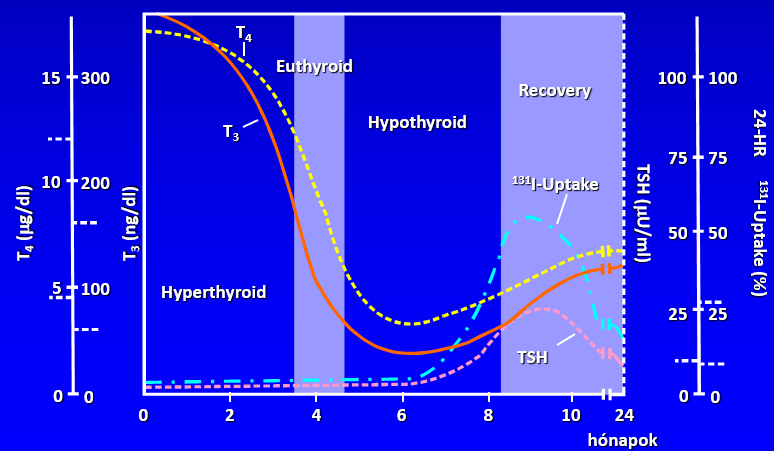 T4
Euthyroid
15 300
100 100
Recovery
Hypothyroid
T3
24-HR 131I-Uptake (%)
75 75
10 200
131I-Uptake
T4 (µg/dl)
T3 (ng/dl)
TSH (µU/ml)
50 50
5 100
Hyperthyroid
25 25
TSH
0 0
0 0
0 2 4 6 8 10 24
hónapok